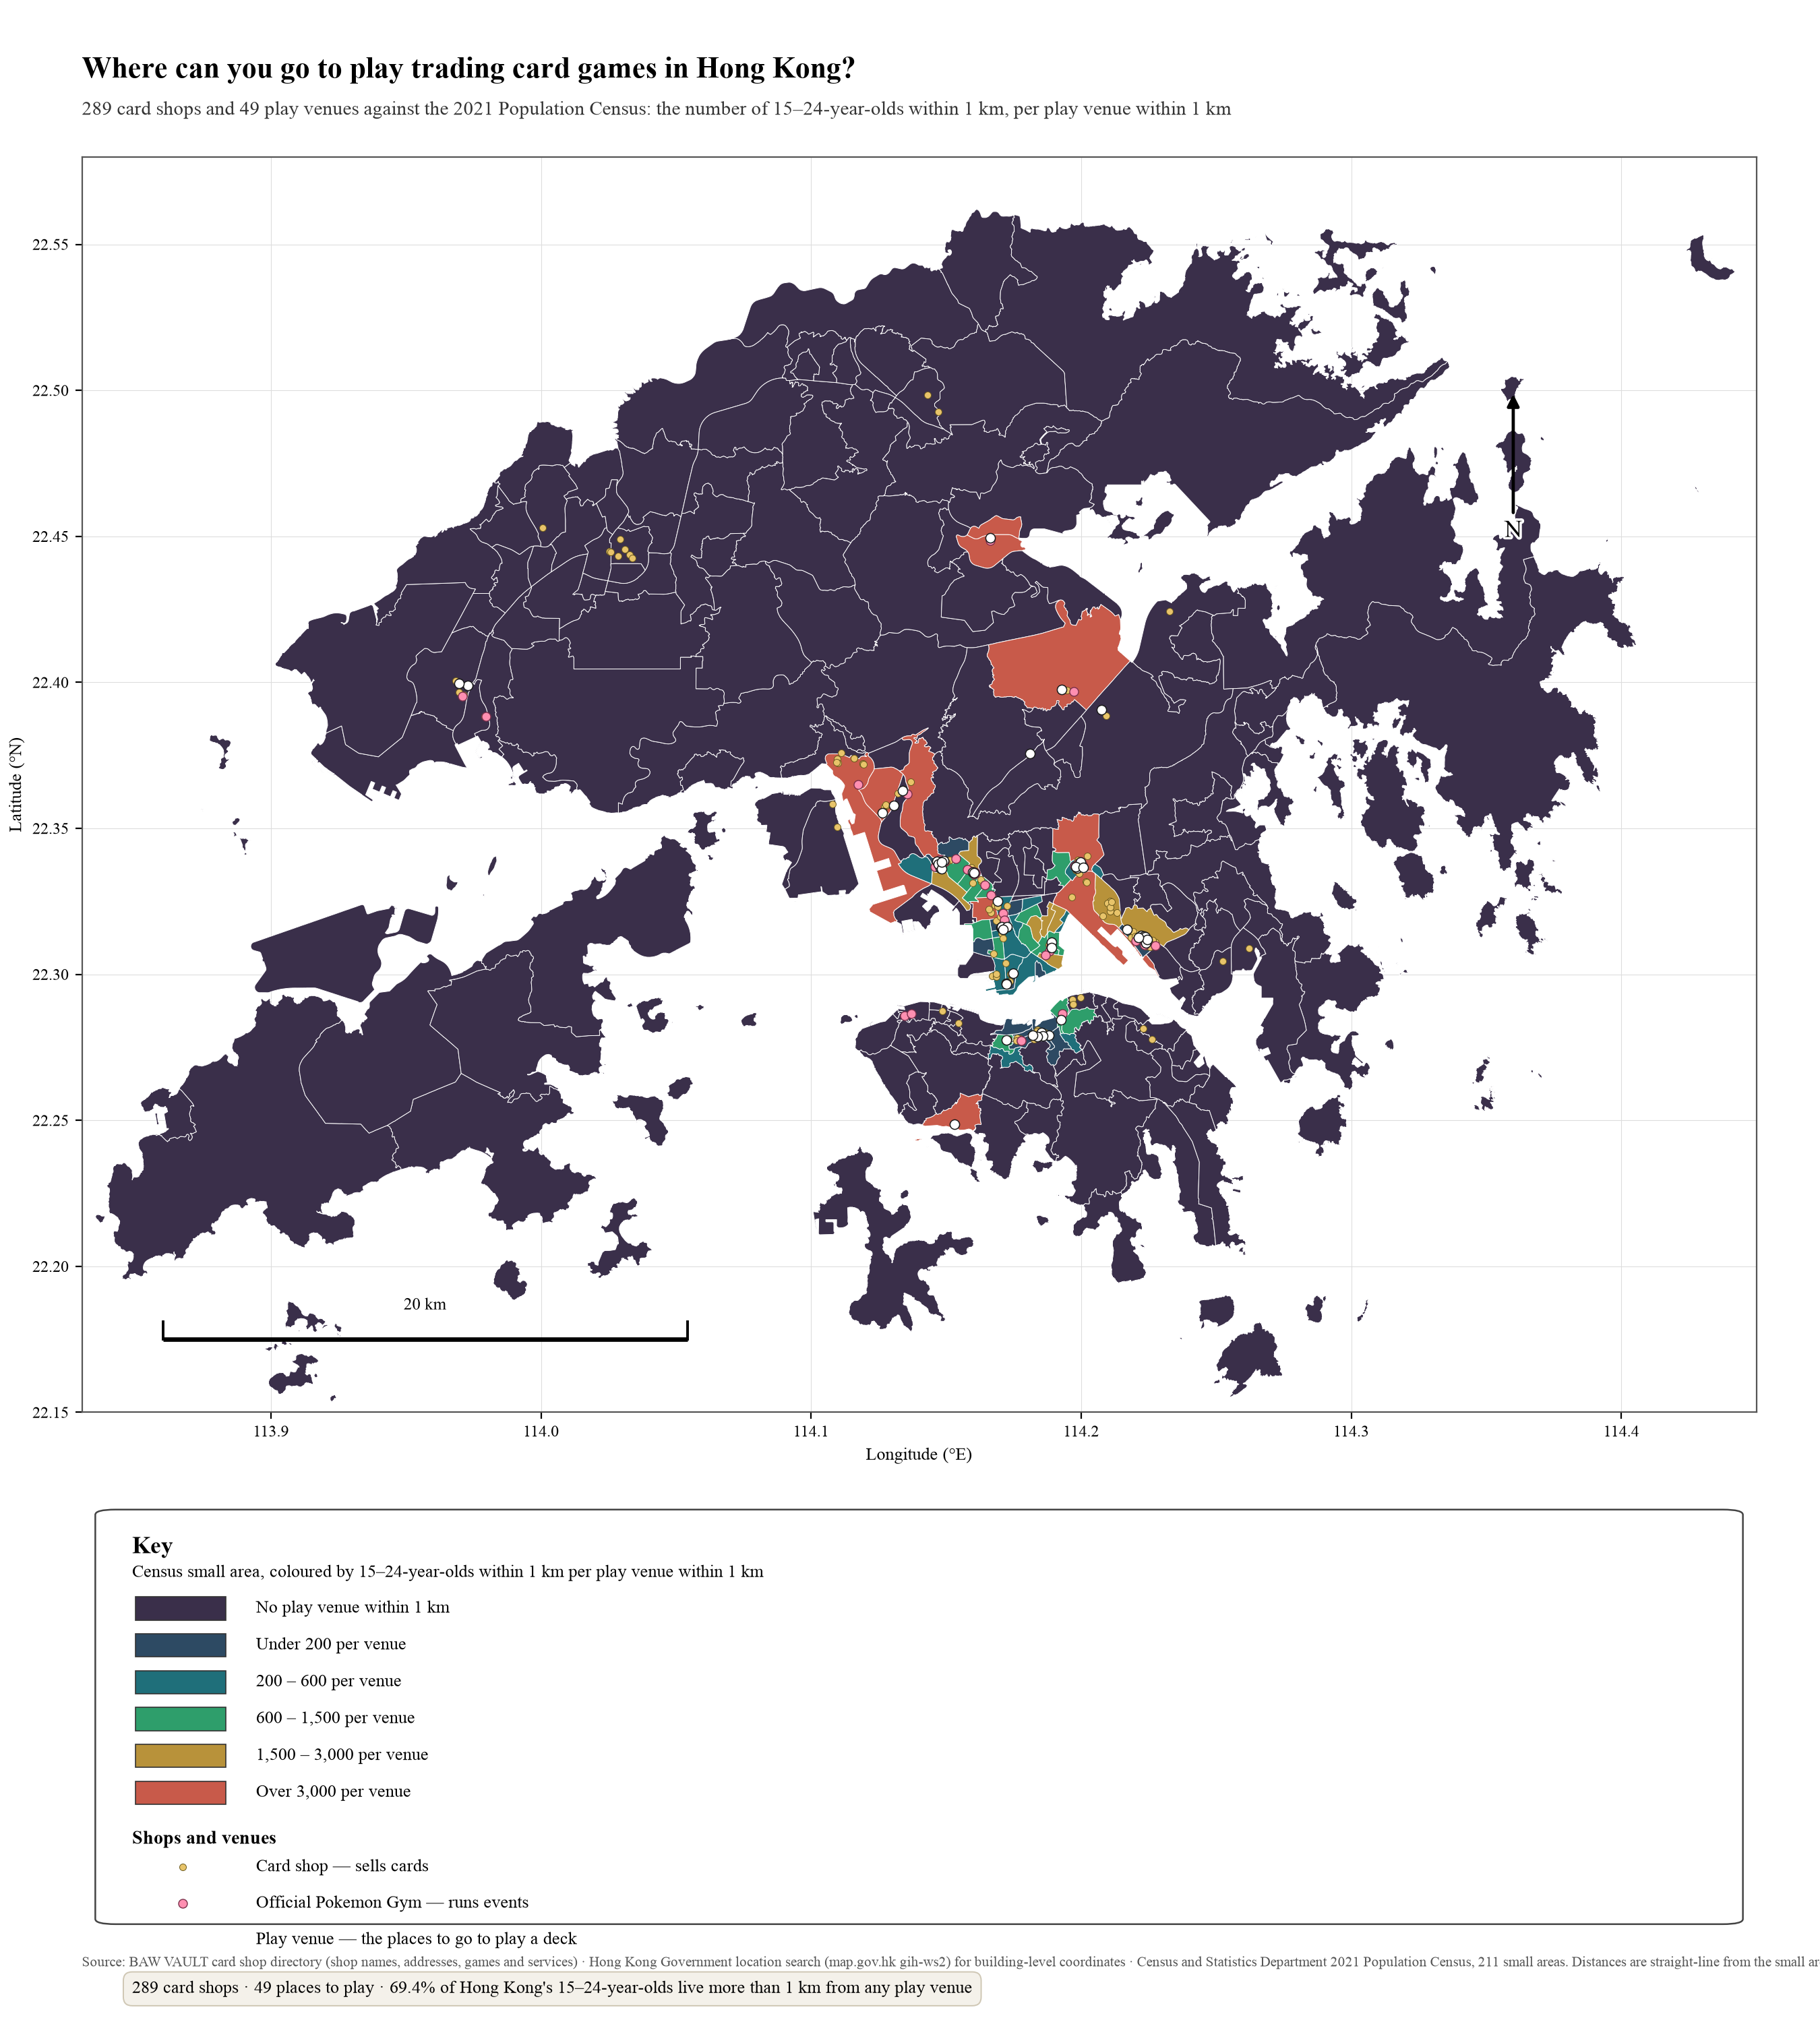 Where can you go to play trading card games in Hong Kong?
289 card shops and 49 play venues against the 2021 Population Census: the number of 15–24-year-olds within 1 km, per play venue within 1 km
22.55
22.50
22.45
22.40
22.35
22.30
22.25
22.20
22.15
Latitude (°N)
N
20 km
113.9
114.0
114.1
114.2
114.3
114.4
Longitude (°E)
Key
Census small area, coloured by 15–24-year-olds within 1 km per play venue within 1 km
No play venue within 1 km
Under 200 per venue
200 – 600 per venue
600 – 1,500 per venue
1,500 – 3,000 per venue
Over 3,000 per venue
Shops and venues
Card shop — sells cards
Official Pokemon Gym — runs events
Play venue — the places to go to play a deck
Source: BAW VAULT card shop directory (shop names, addresses, games and services) · Hong Kong Government location search (map.gov.hk gih-ws2) for building-level coordinates · Census and Statistics Department 2021 Population Census, 211 small areas. Distances are straight-line from the small
289 card shops · 49 places to play · 69.4% of Hong Kong's 15–24-year-olds live more than 1 km from any play venue